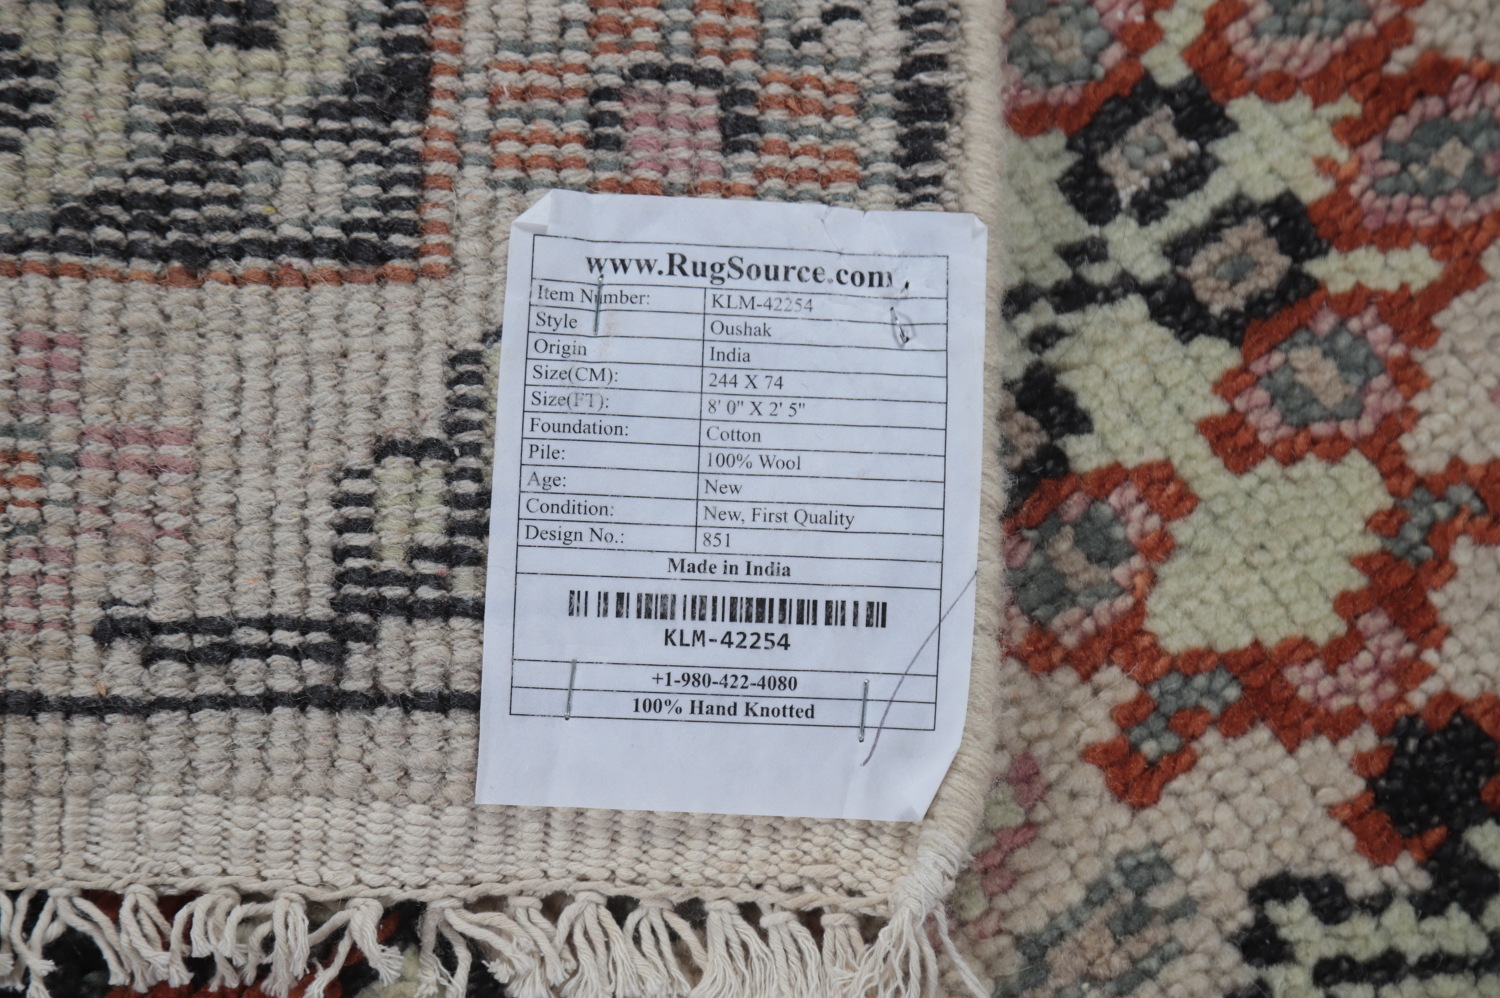 www.RugSource.com
Item Number: KLM-42254
Style Oushak
Origin India
Size(CM): 244 X 74
Size(FT): 8' 0" X 2' 5"
Foundation: Cotton
Pile: 100% Wool
Age: New
Condition: New, First Quality
Design No.: 851
Made in India
KLM-42254
+1-980-422-4080
100% Hand Knotted